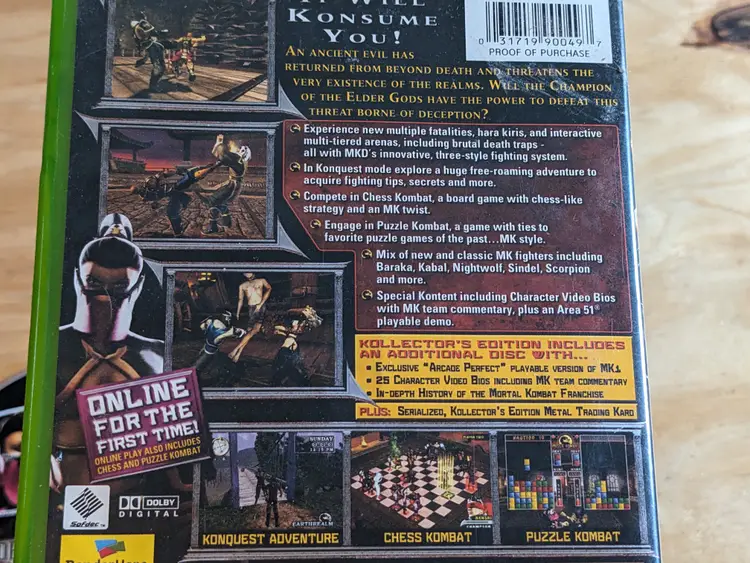 IT WILL
KONSUME
YOU!
0 31719 90049 7
PROOF OF PURCHASE
AN ANCIENT EVIL HAS
RETURNED FROM BEYOND DEATH AND THREATENS THE
VERY EXISTENCE OF THE REALMS. WILL THE CHAMPION
OF THE ELDER GODS HAVE THE POWER TO DEFEAT THIS
THREAT BORNE OF DECEPTION?
Experience new multiple fatalities, hara kiris, and interactive
multi-tiered arenas, including brutal death traps -
all with MKD's innovative, three-style fighting system.
In Konquest mode explore a huge free-roaming adventure to
acquire fighting tips, secrets and more.
Compete in Chess Kombat, a board game with chess-like
strategy and an MK twist.
Engage in Puzzle Kombat, a game with ties to
favorite puzzle games of the past...MK style.
Mix of new and classic MK fighters including
Baraka, Kabal, Nightwolf, Sindel, Scorpion
and more.
Special Kontent including Character Video Bios
with MK team commentary, plus an Area 51®
playable demo.
KOLLECTOR'S EDITION INCLUDES
AN ADDITIONAL DISC WITH...
• EXCLUSIVE "ARCADE PERFECT" PLAYABLE VERSION OF MK1
• 25 CHARACTER VIDEO BIOS INCLUDING MK TEAM COMMENTARY
• IN-DEPTH HISTORY OF THE MORTAL KOMBAT FRANCHISE
PLUS: SERIALIZED, KOLLECTOR'S EDITION METAL TRADING KARD
ONLINE
FOR THE
FIRST TIME!
ONLINE PLAY ALSO INCLUDES
CHESS AND PUZZLE KOMBAT
SUNDAY
EARTHREALM
KONQUEST ADVENTURE
CHESS KOMBAT
PUZZLE KOMBAT
Sofdec
DOLBY
DIGITAL
RenderWare